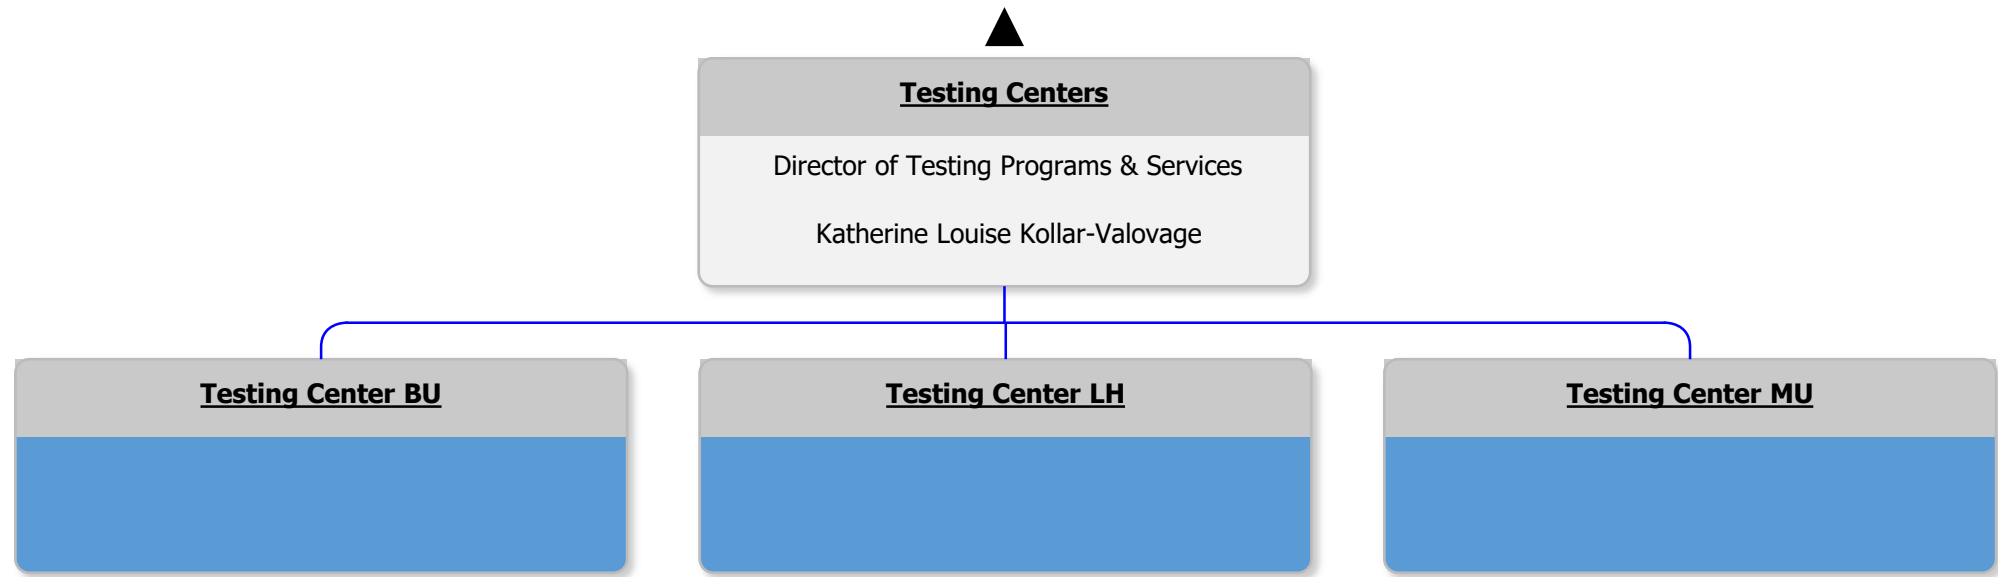 Testing Centers
Director of Testing Programs & Services
Katherine Louise Kollar-Valovage
Testing Center BU
Testing Center LH
Testing Center MU